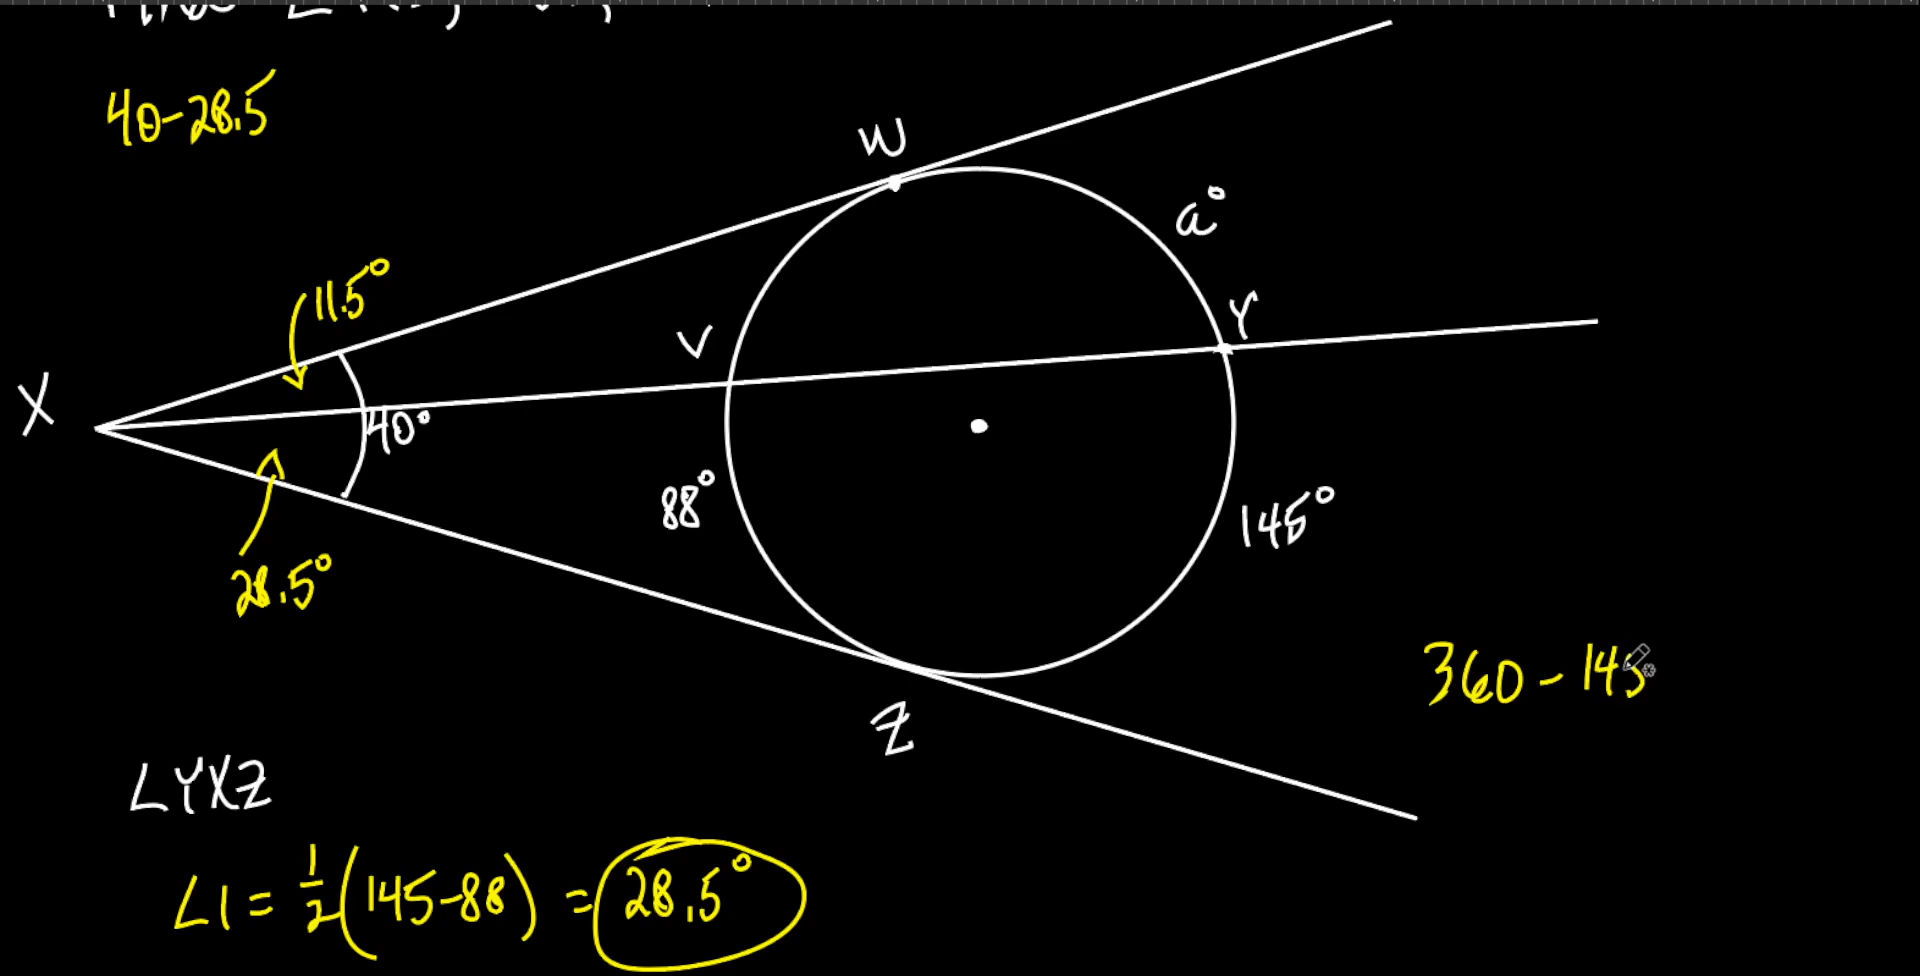 40-28.5
W
a°
11.5°
Y
V
X
40°
88°
145°
28.5°
360-145
Z
∠YXZ
∠1 = 1/2(145-88) = 28.5°